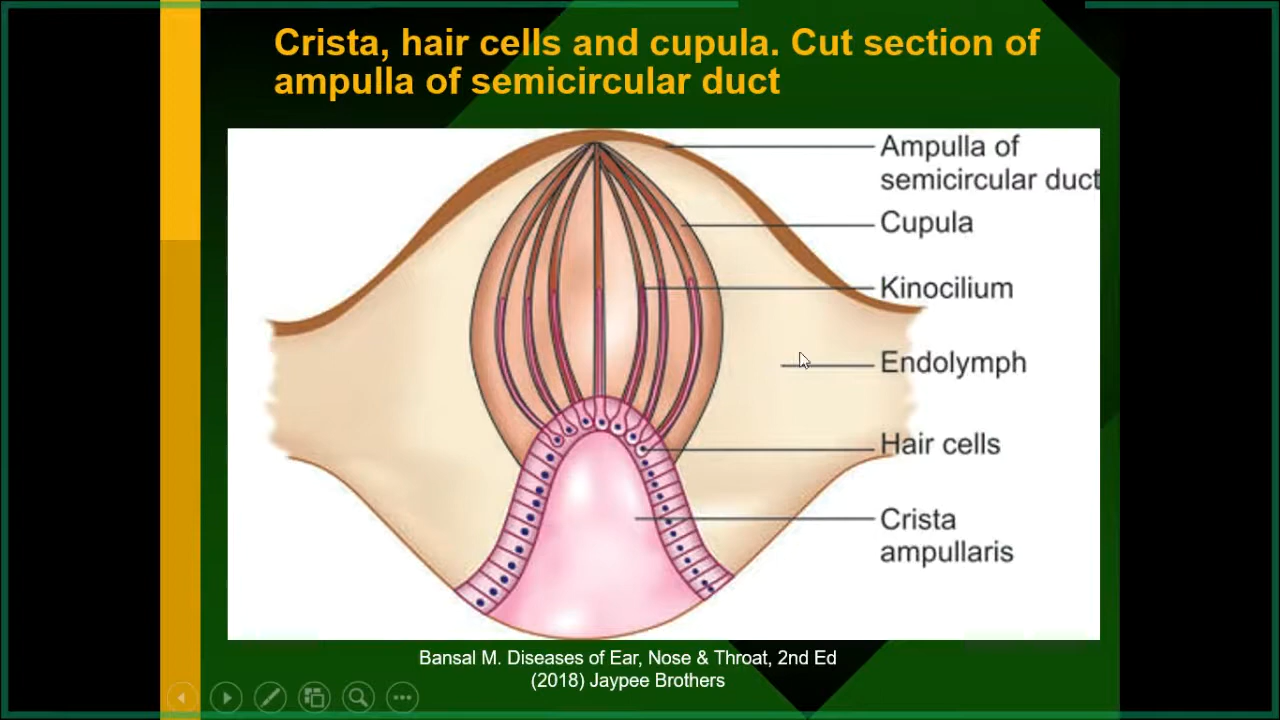 Crista, hair cells and cupula. Cut section of
ampulla of semicircular duct
Ampulla of
semicircular duct
Cupula
Kinocilium
Endolymph
Hair cells
Crista
ampullaris
Bansal M. Diseases of Ear, Nose & Throat, 2nd Ed
(2018) Jaypee Brothers